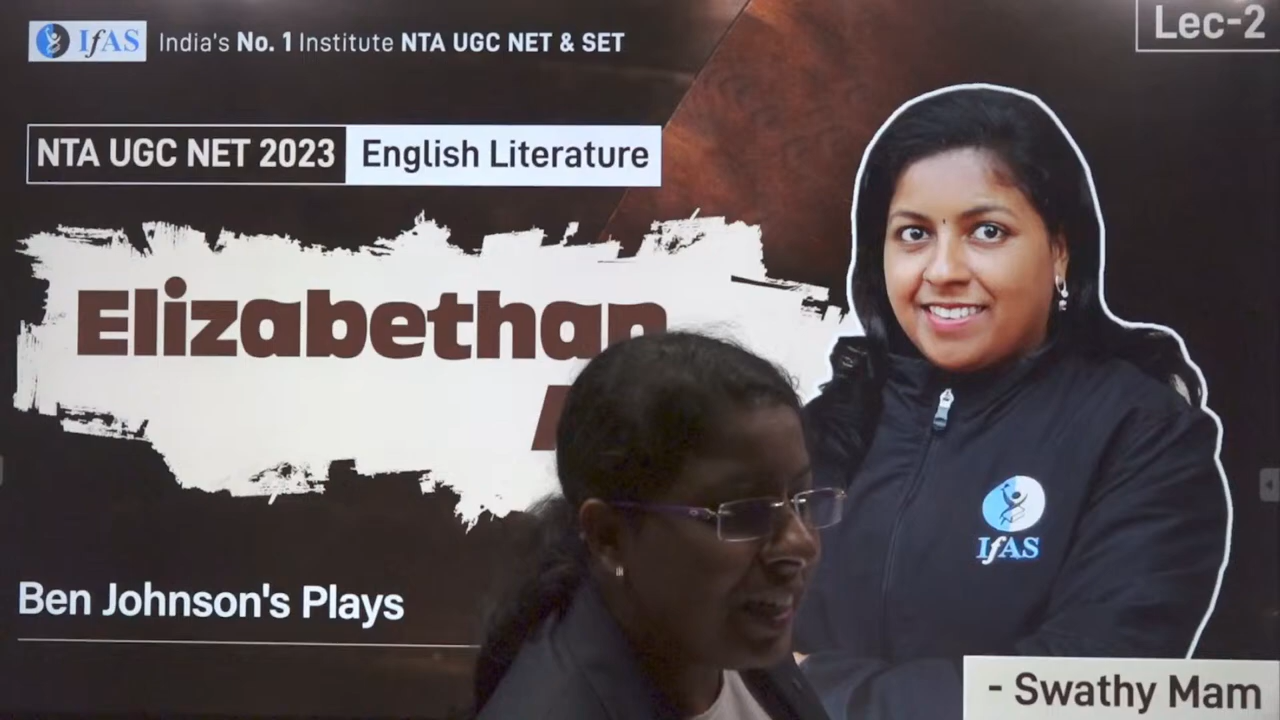 IfAS India's No. 1 Institute NTA UGC NET & SET
Lec-2
NTA UGC NET 2023 English Literature
Elizabethan
IfAS
Ben Johnson's Plays
- Swathy Mam